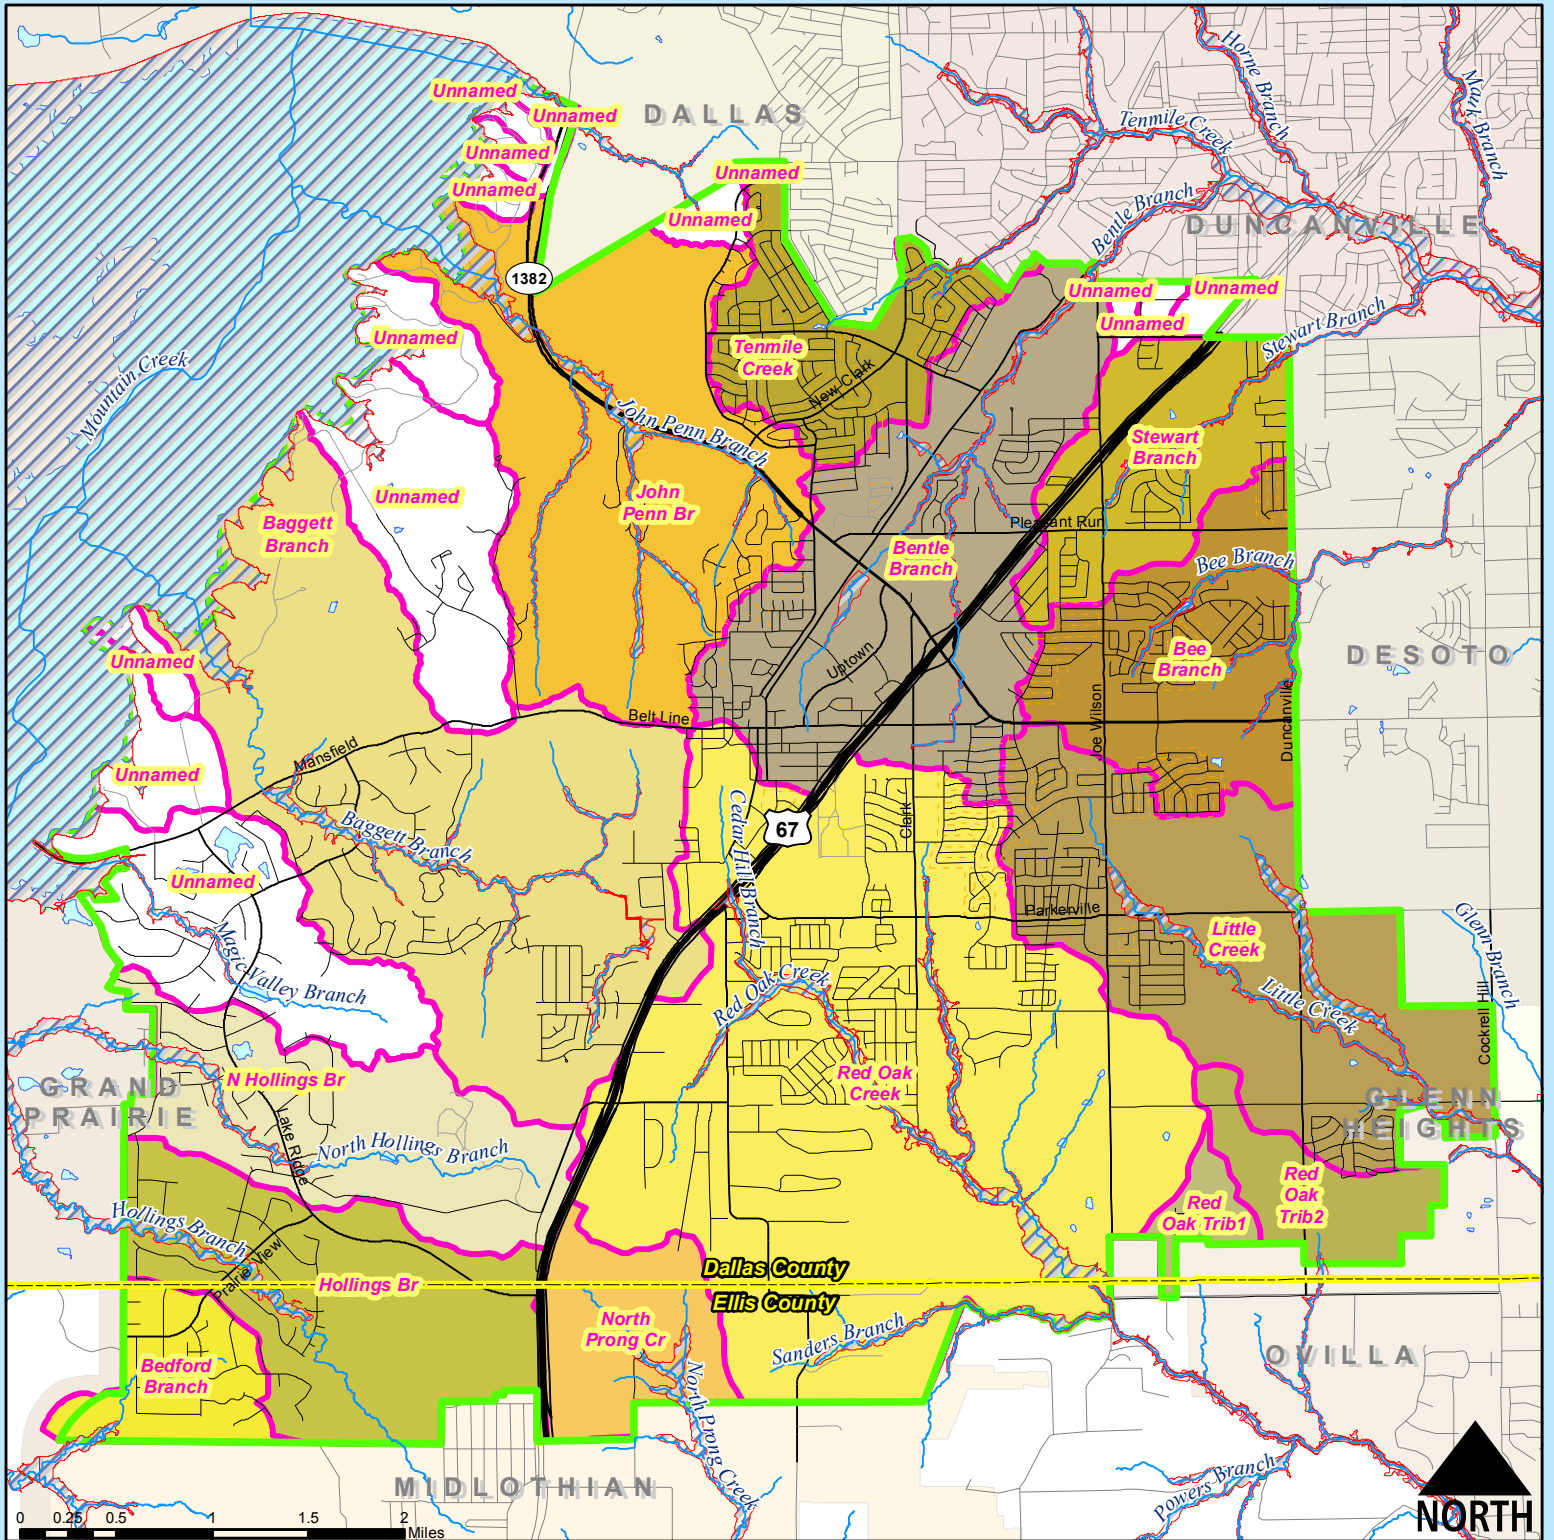 Unnamed
Unnamed
DALLAS
Horne Branch
Mauk Branch
Tenmile Creek
Unnamed
Unnamed
Unnamed
Unnamed
Bentle Branch
DUNCANVILLE
1382
Unnamed
Unnamed
Unnamed
Stewart Branch
Unnamed
Mountain Creek
Tenmile
Creek
New Clark
John Penn Branch
Stewart
Branch
Unnamed
John
Penn Br
Baggett
Branch
Pleasant Run
Bentle
Branch
Bee Branch
Unnamed
Uptown
Bee
Branch
DESOTO
Joe Wilson
Duncanville
Belt Line
Mansfield
Unnamed
Baggett Branch
Cedar Hill Branch
67
Clark
Unnamed
Parkerville
Little
Creek
Glenn Branch
Magic Valley Branch
Red Oak Creek
Little Creek
Cockrell Hill
GRAND
PRAIRIE
N Hollings Br
Red Oak
Creek
GLENN
HEIGHTS
Lake Ridge
North Hollings Branch
Red
Oak
Trib2
Red
Oak Trib1
Hollings Branch
Prairie View
Dallas County
Ellis County
Hollings Br
North
Prong Cr
Sanders Branch
OVILLA
Bedford
Branch
North Prong Creek
MIDLOTHIAN
Powers Branch
NORTH
0 0.25 0.5 1 1.5 2
Miles